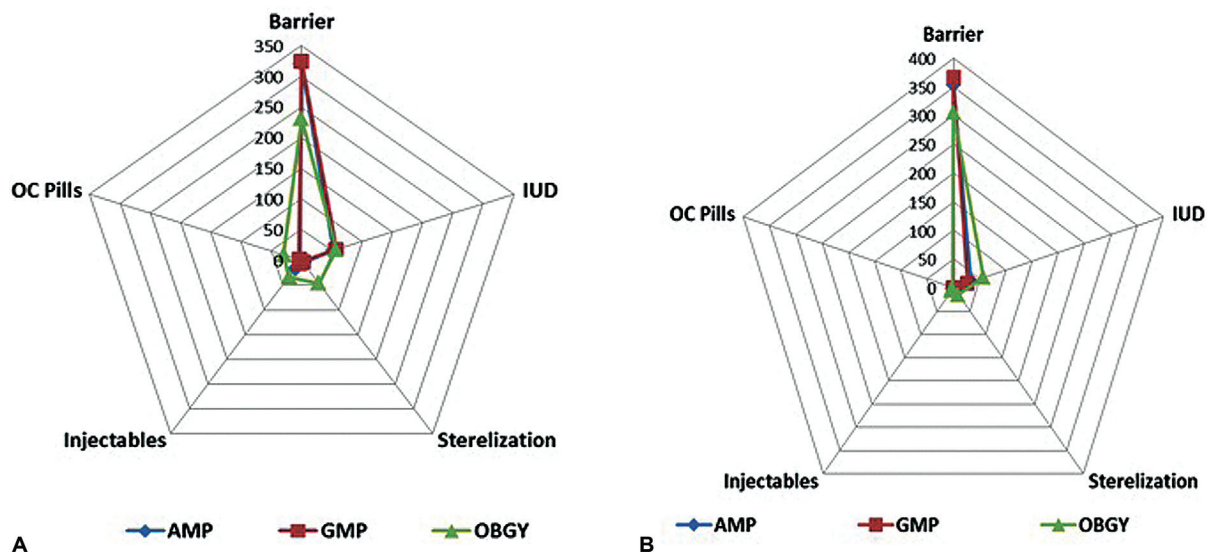 Barrier
350
300
250
200
150
100
50
0
OC Pills
IUD
Injectables
Sterelization
AMP GMP OBGY
A
Barrier
400
350
300
250
200
150
100
50
0
OC Pills
IUD
Injectables
Sterelization
AMP GMP OBGY
B